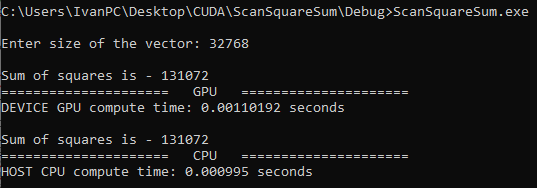 C:\Users\IvanPC\Desktop\CUDA\ScanSquareSum\Debug>ScanSquareSum.exe
Enter size of the vector: 32768
Sum of squares is - 131072
===================== GPU =====================
DEVICE GPU compute time: 0.00110192 seconds
Sum of squares is - 131072
===================== CPU =====================
HOST CPU compute time: 0.000995 seconds